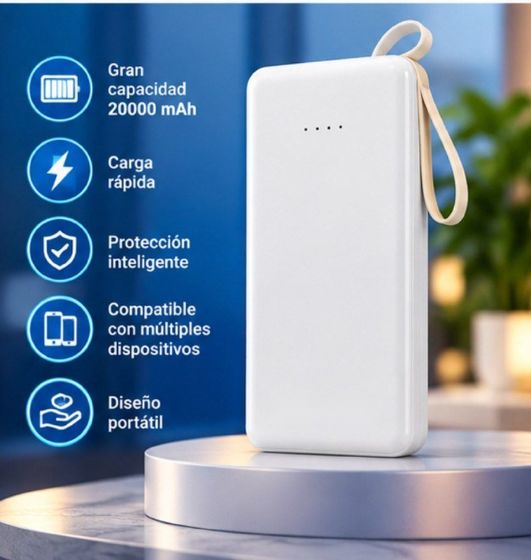 Gran
capacidad
20000 mAh
Carga
rápida
Protección
inteligente
Compatible
con múltiples
dispositivos
Diseño
portátil